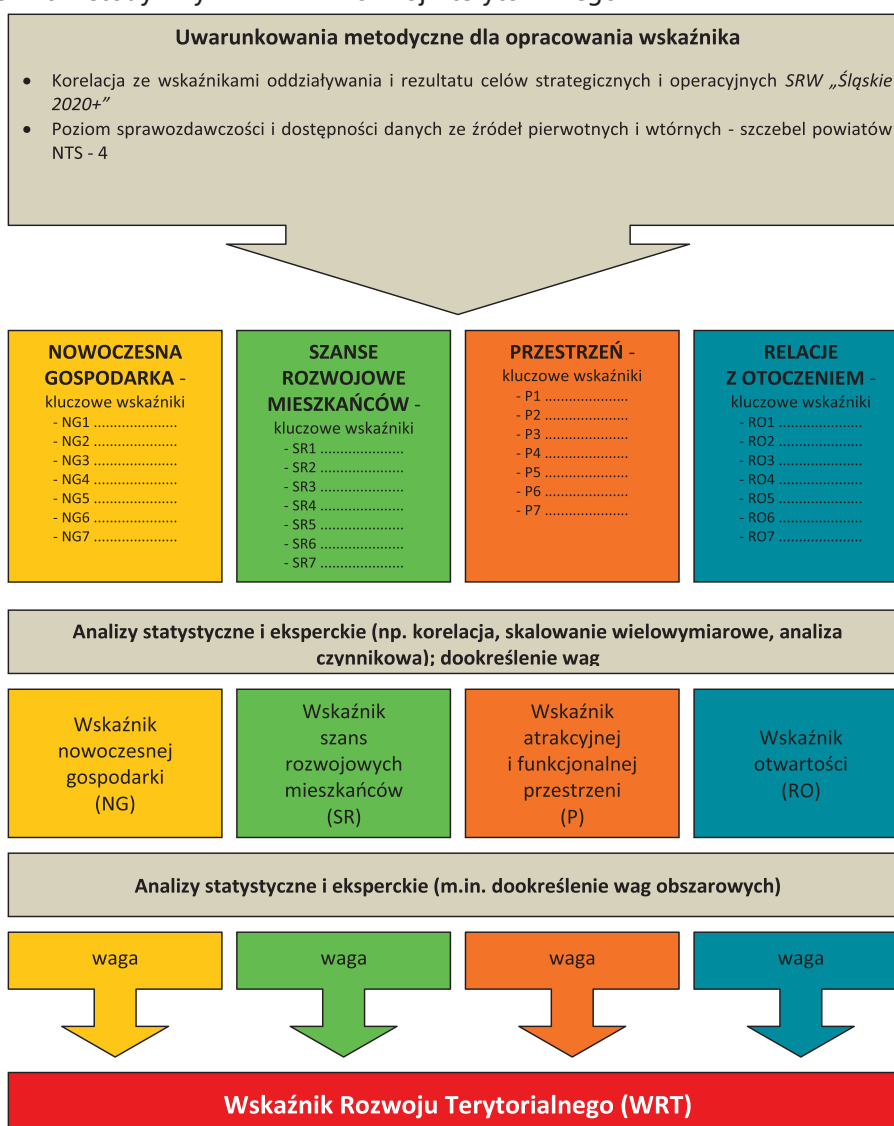 Uwarunkowania metodyczne dla opracowania wskaźnika
• Korelacja ze wskaźnikami oddziaływania i rezultatu celów strategicznych i operacyjnych SRW „Śląskie
2020+”
• Poziom sprawozdawczości i dostępności danych ze źródeł pierwotnych i wtórnych - szczebel powiatów
NTS - 4
NOWOCZESNA
GOSPODARKA -
kluczowe wskaźniki
- NG1 .....................
- NG2 .....................
- NG3 .....................
- NG4 .....................
- NG5 .....................
- NG6 .....................
- NG7 .....................
SZANSE
ROZWOJOWE
MIESZKAŃCÓW -
kluczowe wskaźniki
- SR1 .....................
- SR2 .....................
- SR3 .....................
- SR4 .....................
- SR5 .....................
- SR6 .....................
- SR7 .....................
PRZESTRZEŃ -
kluczowe wskaźniki
- P1 .....................
- P2 .....................
- P3 .....................
- P4 .....................
- P5 .....................
- P6 .....................
- P7 .....................
RELACJE
Z OTOCZENIEM -
kluczowe wskaźniki
- RO1 .....................
- RO2 .....................
- RO3 .....................
- RO4 .....................
- RO5 .....................
- RO6 .....................
- RO7 .....................
Analizy statystyczne i eksperckie (np. korelacja, skalowanie wielowymiarowe, analiza
czynnikowa); dookreślenie wag
Wskaźnik
nowoczesnej
gospodarki
(NG)
Wskaźnik
szans
rozwojowych
mieszkańców
(SR)
Wskaźnik
atrakcyjnej
i funkcjonalnej
przestrzeni
(P)
Wskaźnik
otwartości
(RO)
Analizy statystyczne i eksperckie (m.in. dookreślenie wag obszarowych)
waga
waga
waga
waga
Wskaźnik Rozwoju Terytorialnego (WRT)